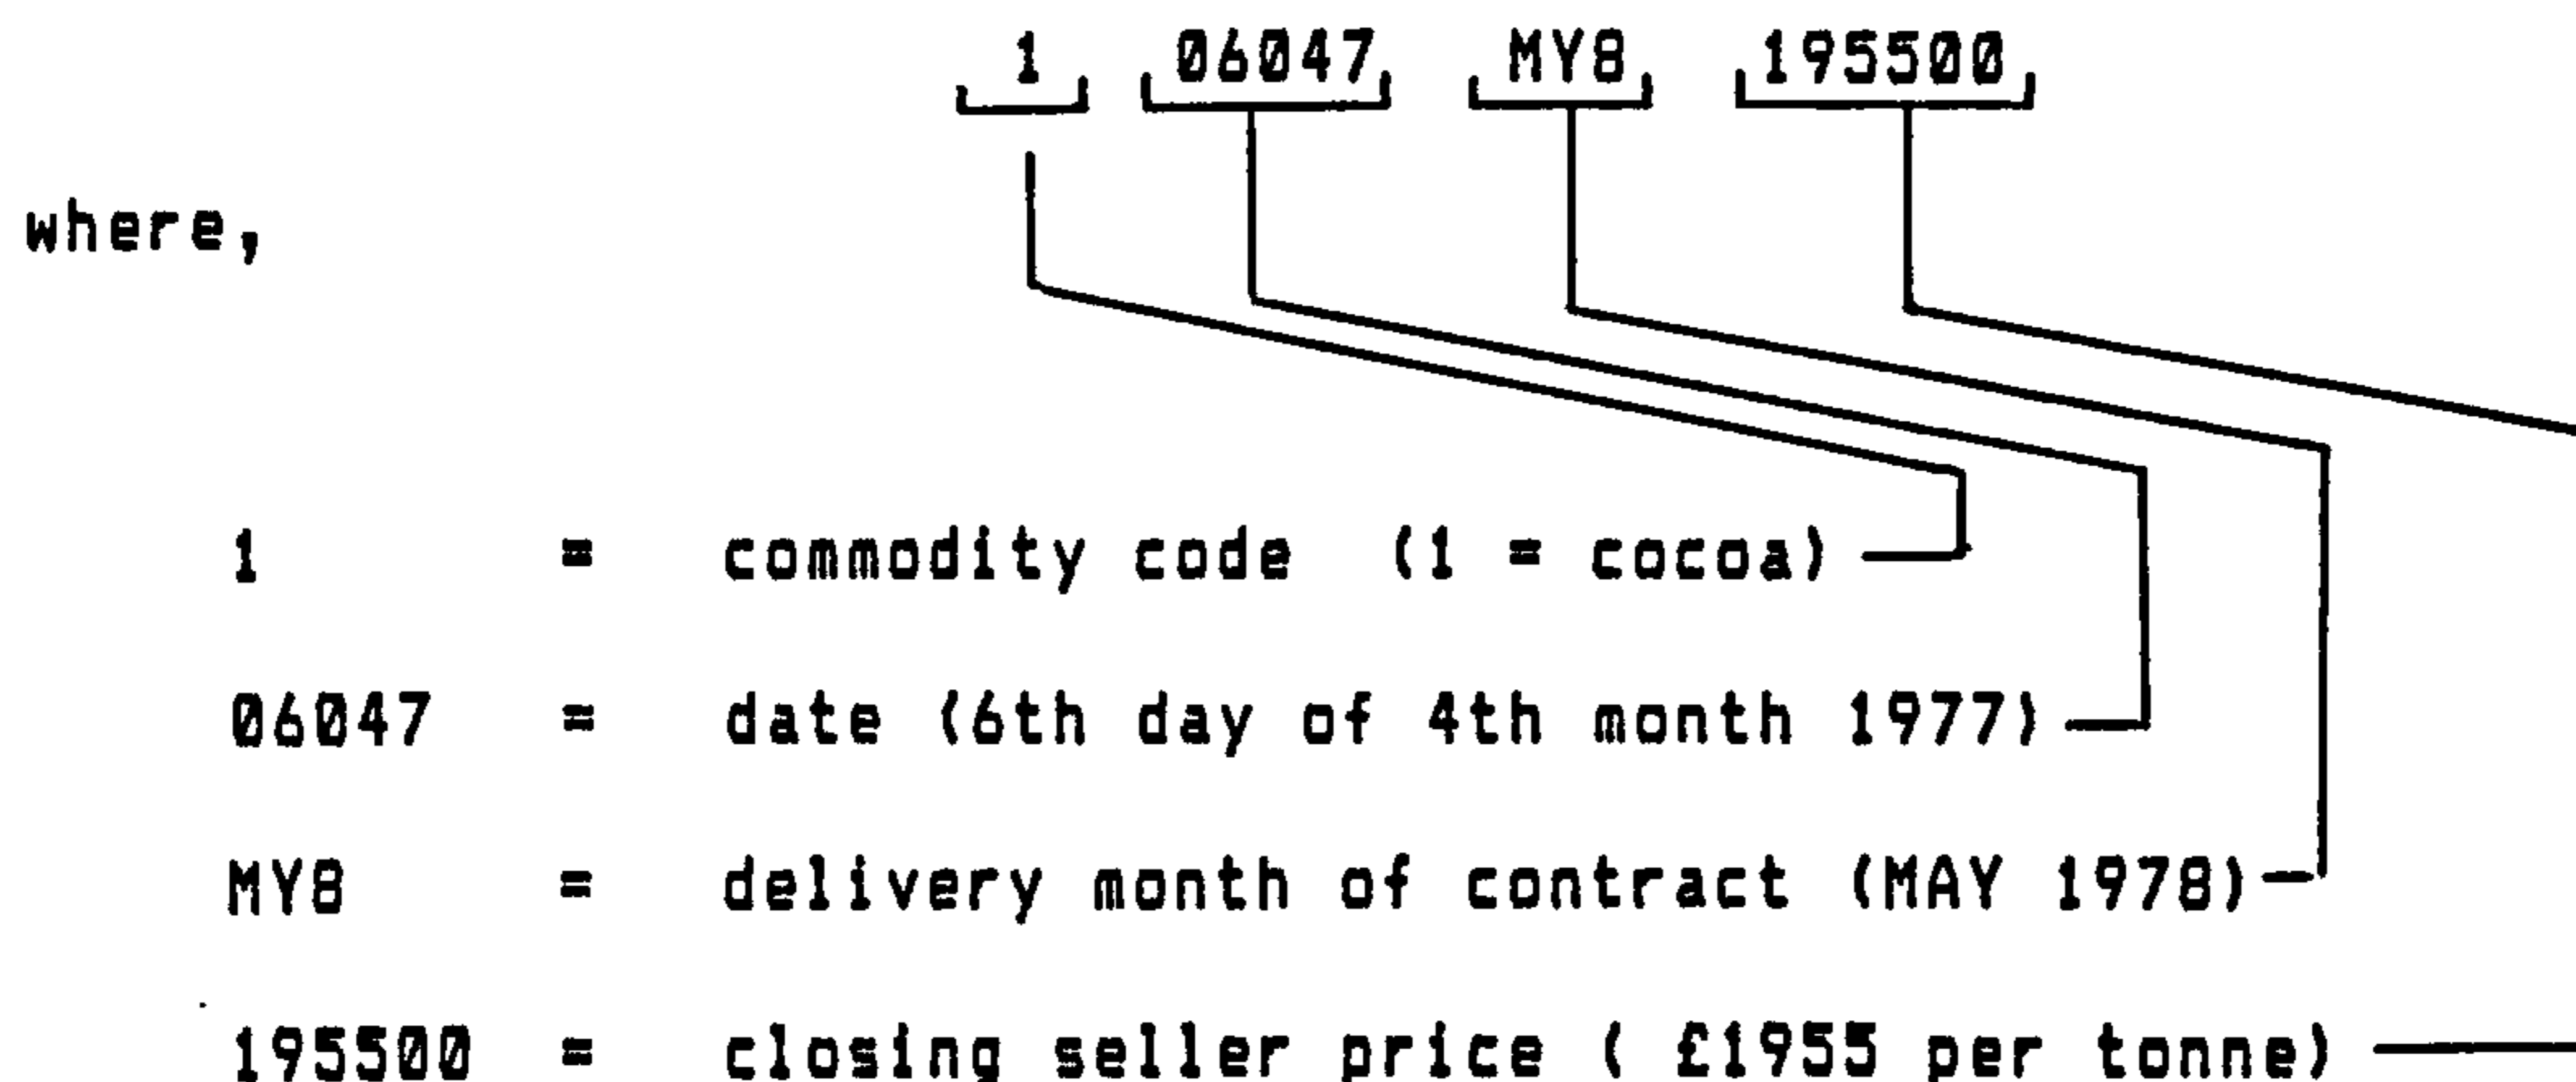 1 06047 MY8 195500
where,
1 = commodity code (1 = cocoa)
06047 = date (6th day of 4th month 1977)
MY8 = delivery month of contract (MAY 1978)
195500 = closing seller price ( £1955 per tonne)